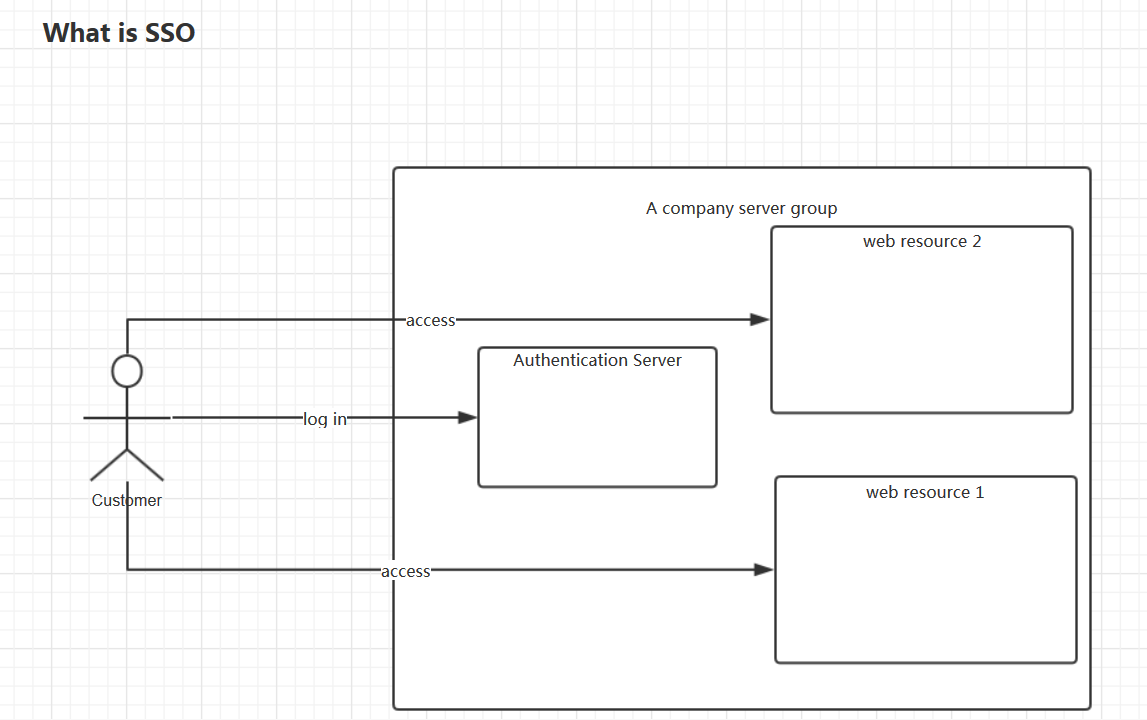 What is SSO
A company server group
web resource 2
access
Authentication Server
log in
Customer
web resource 1
access